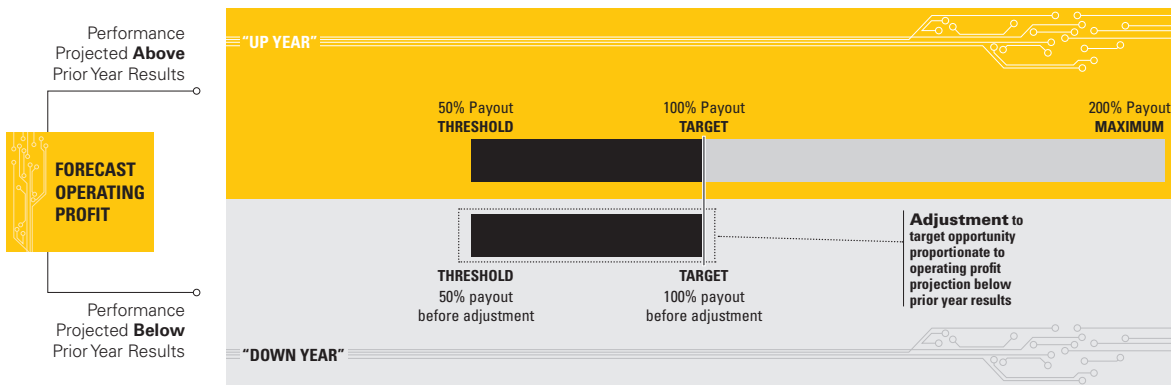 Performance
Projected Above
Prior Year Results
"UP YEAR"
50% Payout
THRESHOLD
100% Payout
TARGET
200% Payout
MAXIMUM
FORECAST
OPERATING
PROFIT
Adjustment to
target opportunity
proportionate to
operating profit
projection below
prior year results
THRESHOLD
50% payout
before adjustment
TARGET
100% payout
before adjustment
Performance
Projected Below
Prior Year Results
"DOWN YEAR"